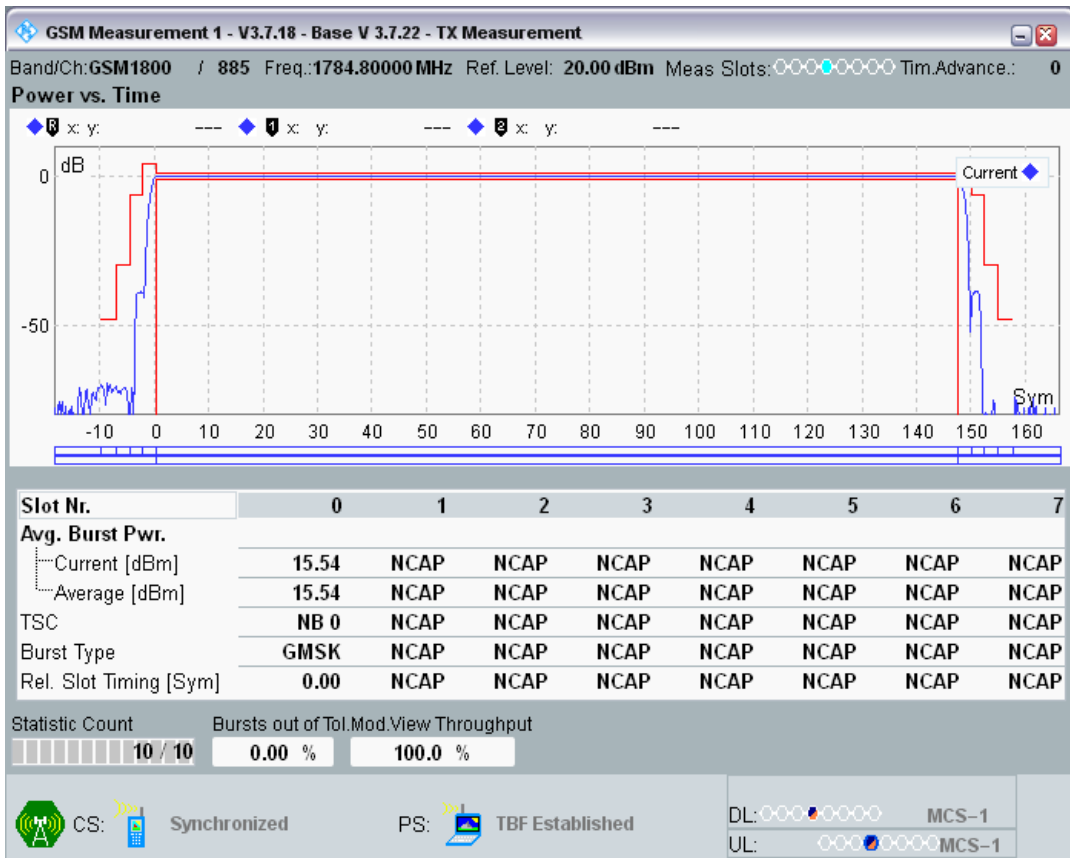 GSM Measurement 1 - V3.7.18 - Base V 3.7.22 - TX Measurement
Band/Ch:GSM1800 / 885 Freq.:1784.80000 MHz Ref. Level: 20.00 dBm Meas Slots: Tim.Advance.: 0
Power vs. Time
R x: y: --- 1 x: y: --- 2 x: y: ---
dB
Current
0
-50
Sym
-10 0 10 20 30 40 50 60 70 80 90 100 110 120 130 140 150 160
Slot Nr. 0 1 2 3 4 5 6 7
Avg. Burst Pwr.
Current [dBm] 15.54 NCAP NCAP NCAP NCAP NCAP NCAP NCAP
Average [dBm] 15.54 NCAP NCAP NCAP NCAP NCAP NCAP NCAP
TSC NB 0 NCAP NCAP NCAP NCAP NCAP NCAP NCAP
Burst Type GMSK NCAP NCAP NCAP NCAP NCAP NCAP NCAP
Rel. Slot Timing [Sym] 0.00 NCAP NCAP NCAP NCAP NCAP NCAP NCAP
Statistic Count Bursts out of Tol.Mod.View Throughput
10 / 10 0.00 % 100.0 %
CS: Synchronized PS: TBF Established
DL: MCS-1
UL: MCS-1